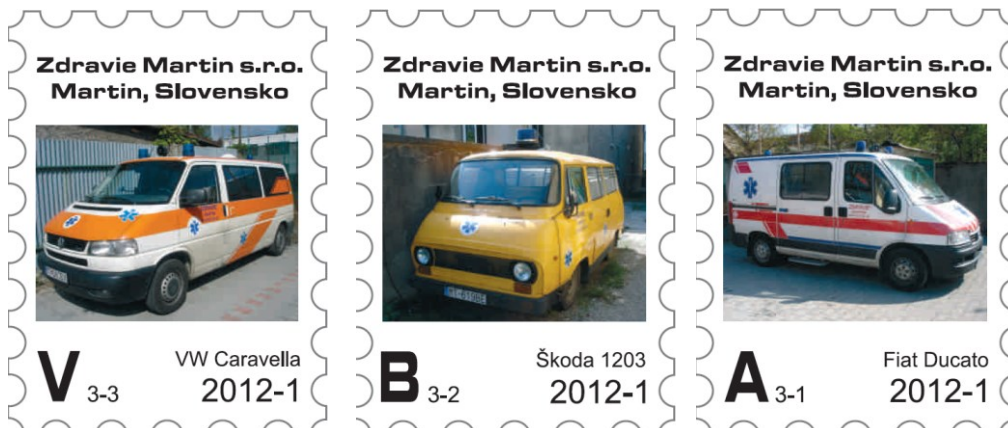 Zdravie Martin s.r.o.
Martin, Slovensko
V 3-3
VW Caravella
2012-1
Zdravie Martin s.r.o.
Martin, Slovensko
B 3-2
Škoda 1203
2012-1
Zdravie Martin s.r.o.
Martin, Slovensko
A 3-1
Fiat Ducato
2012-1